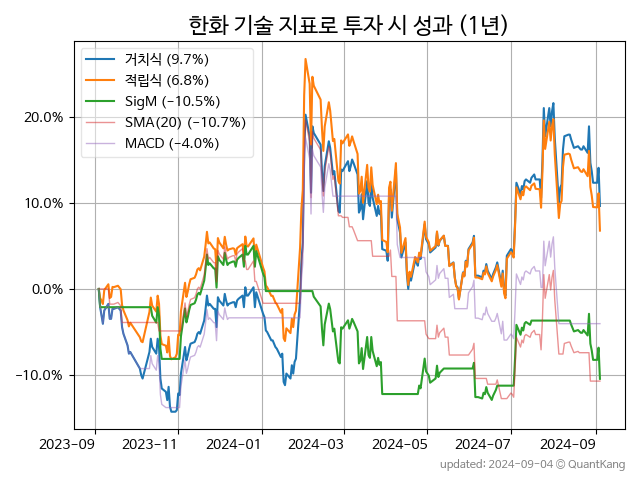 한화 기술 지표로 투자 시 성과 (1년)
거치식 (9.7%)
적립식 (6.8%)
SigM (−10.5%)
SMA(20) (−10.7%)
MACD (−4.0%)
20.0%
10.0%
0.0%
−10.0%
2023-09 2023-11 2024-01 2024-03 2024-05 2024-07 2024-09
updated: 2024-09-04 @ QuantKang